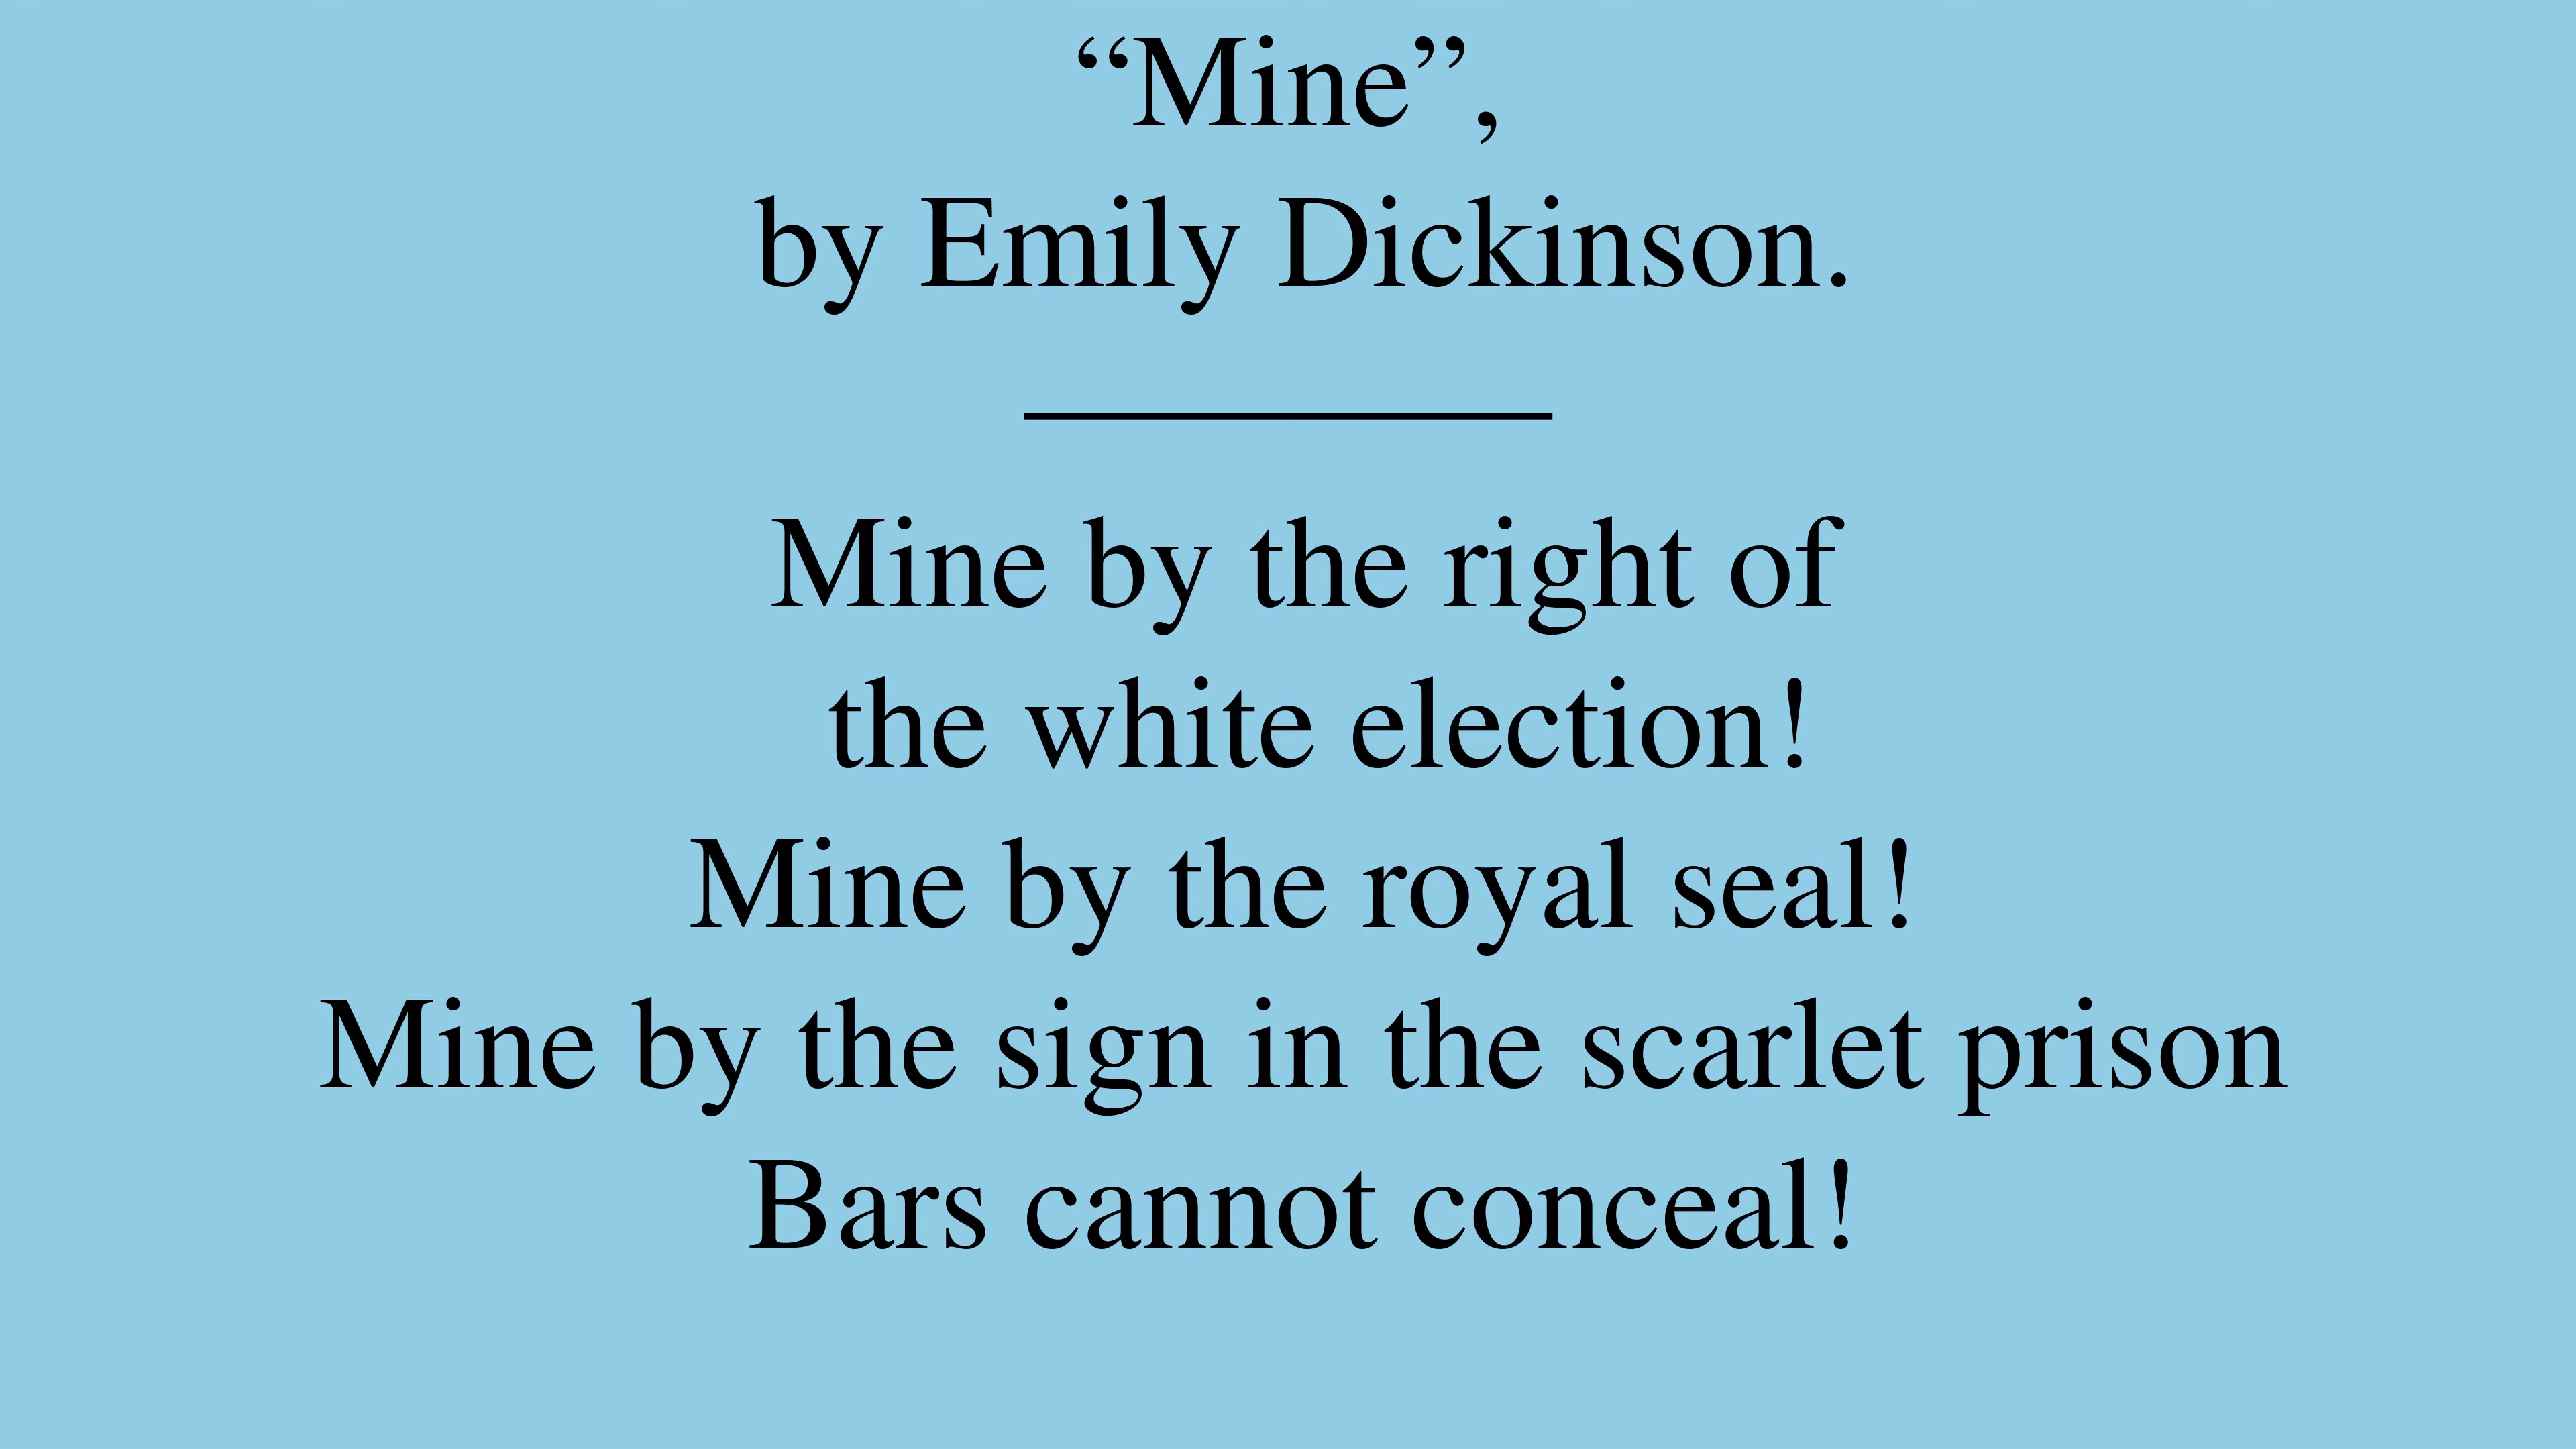 “Mine”,
by Emily Dickinson.
Mine by the right of
the white election!
Mine by the royal seal!
Mine by the sign in the scarlet prison
Bars cannot conceal!